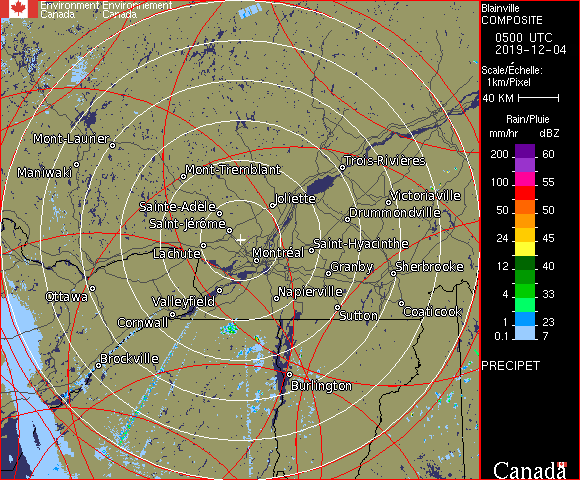 Environment Environnement
Canada Canada
Mont-Laurier
Maniwaki
Mont-Tremblant
Trois-Rivières
Sainte-Adèle
Joliette
Victoriaville
Saint-Jérôme
Drummondville
Lachute
Montréal
Saint-Hyacinthe
Granby
Sherbrooke
Ottawa
Valleyfield
Napierville
Cornwall
Sutton
Coaticook
Brockville
Burlington
Blainville
COMPOSITE
0500 UTC
2019-12-04
Scale/Échelle:
1km/Pixel
40 KM
Rain/Pluie
mm/hr dBZ
200 60
100 55
50 50
24 45
12 40
4 33
1 23
0.1 7
PRECIPET
Canada